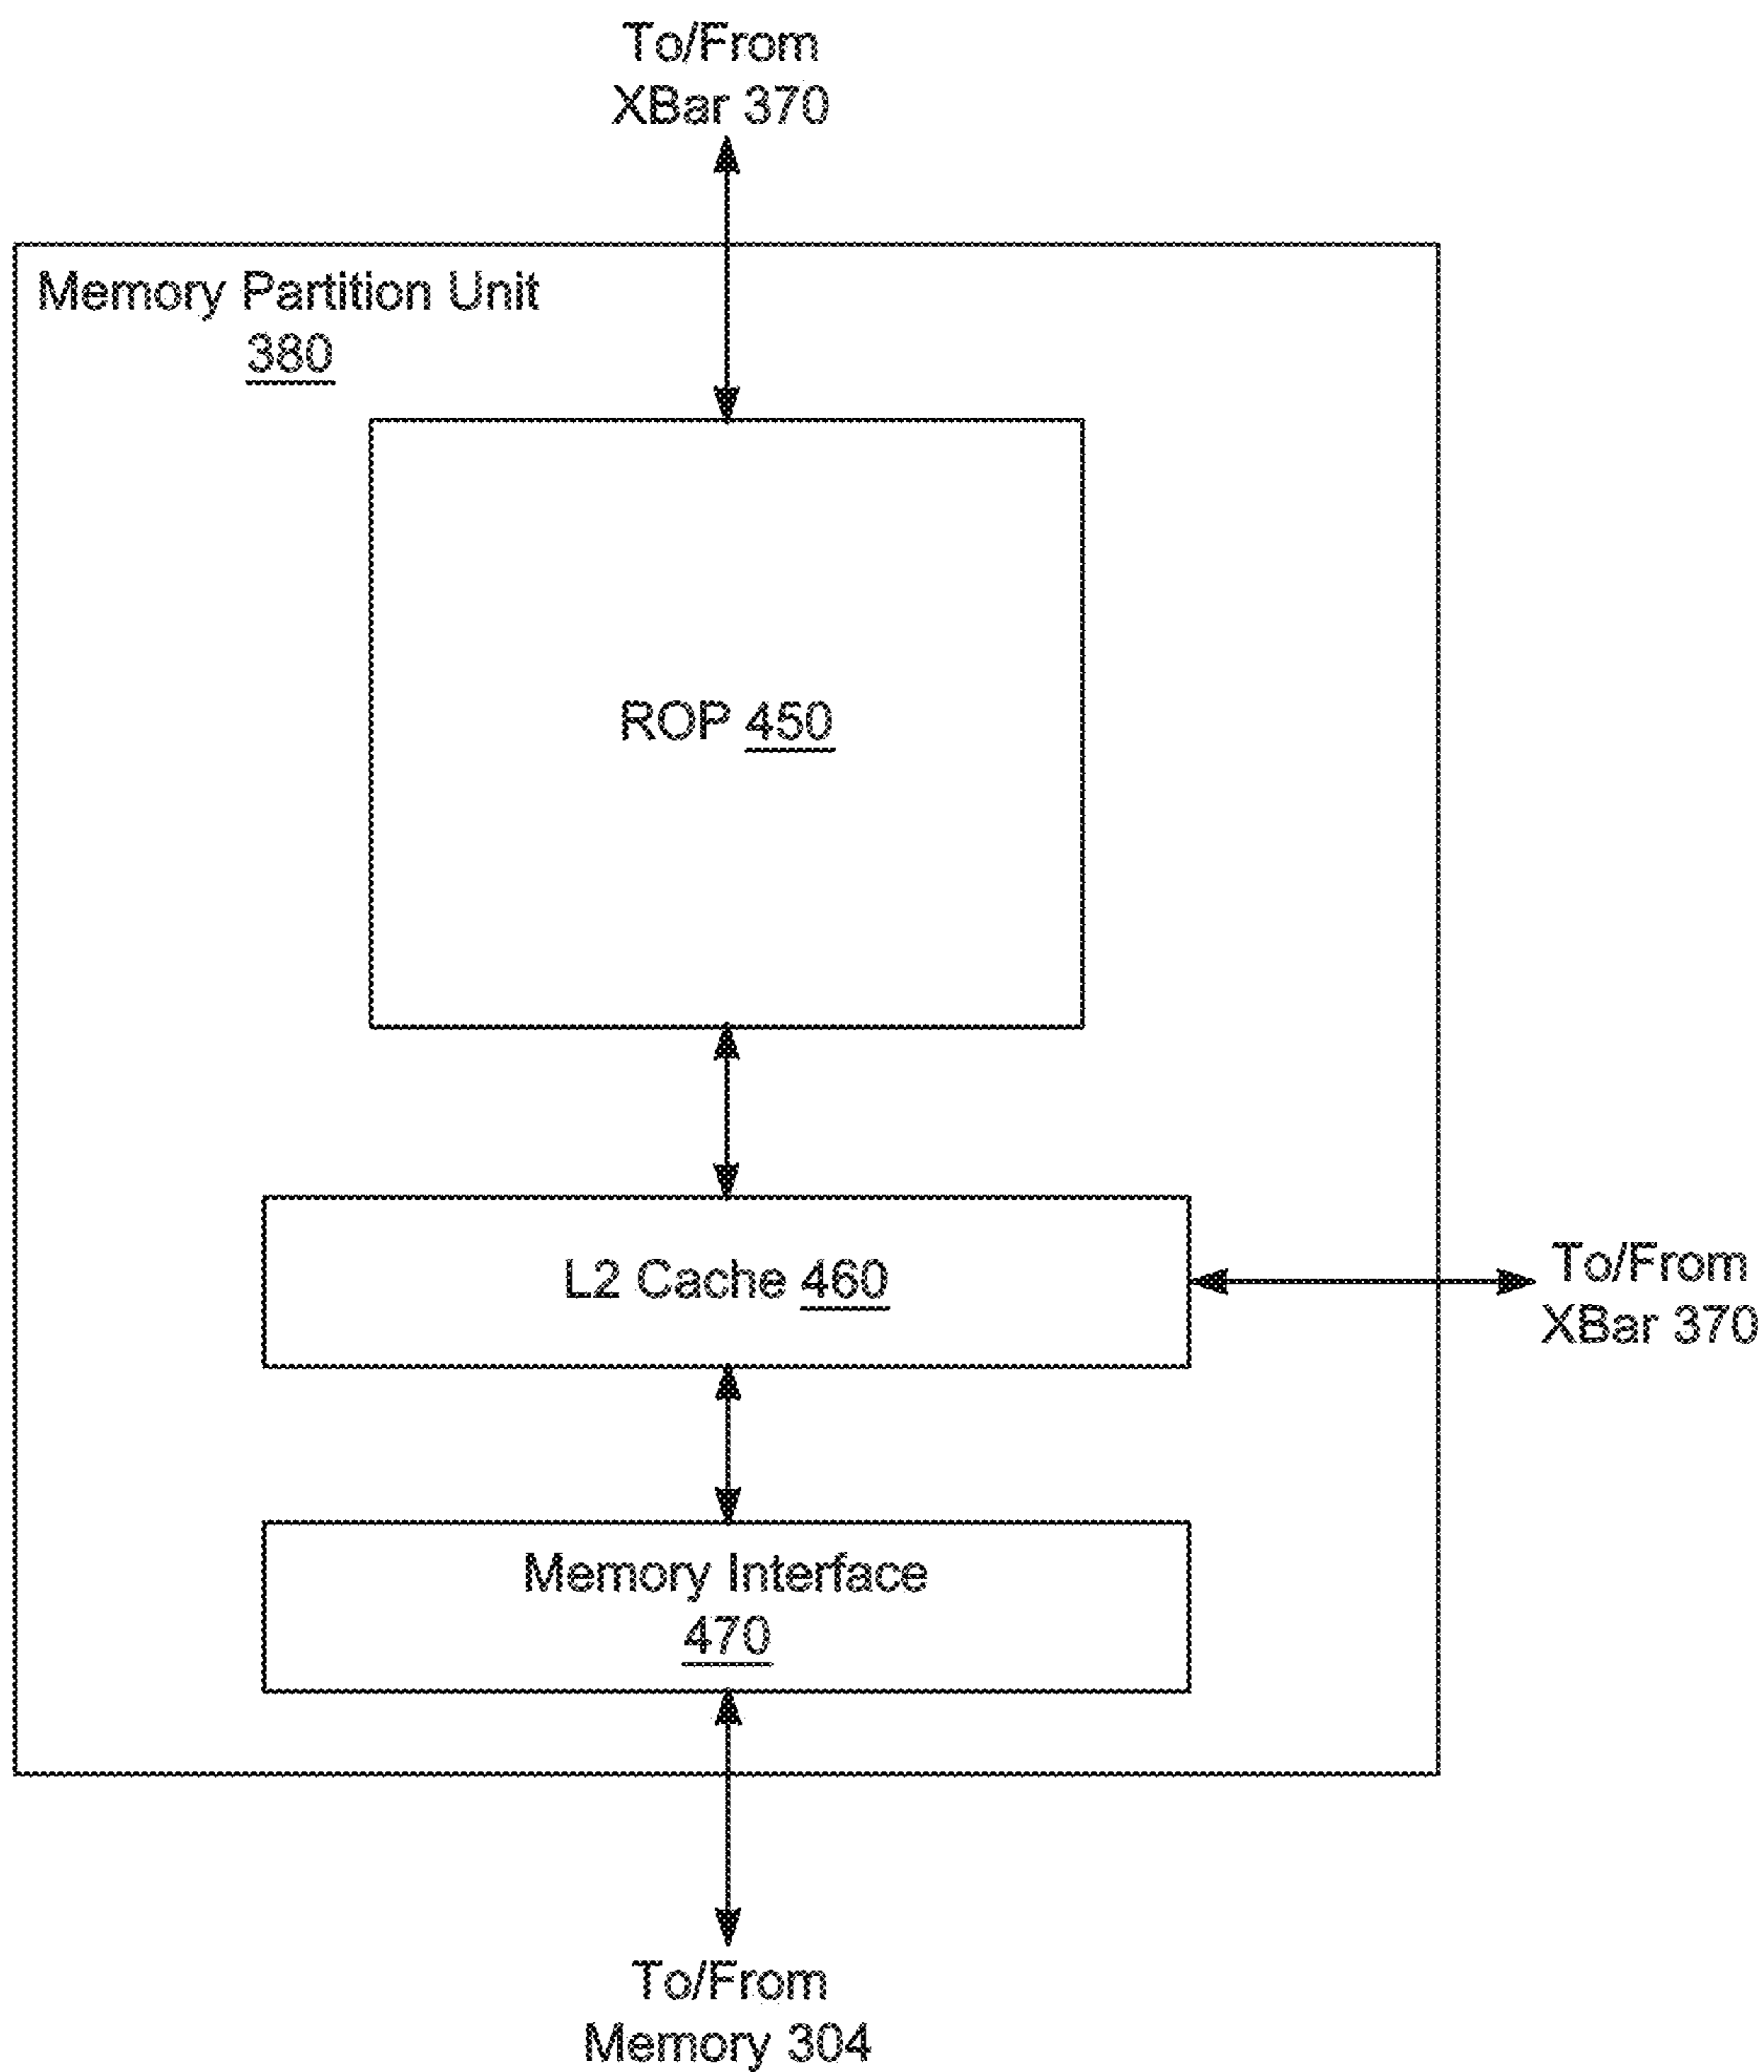 To/From
XBar 370
Memory Partition Unit
380
ROP 450
L2 Cache 460
To/From
XBar 370
Memory Interface
470
To/From
Memory 304